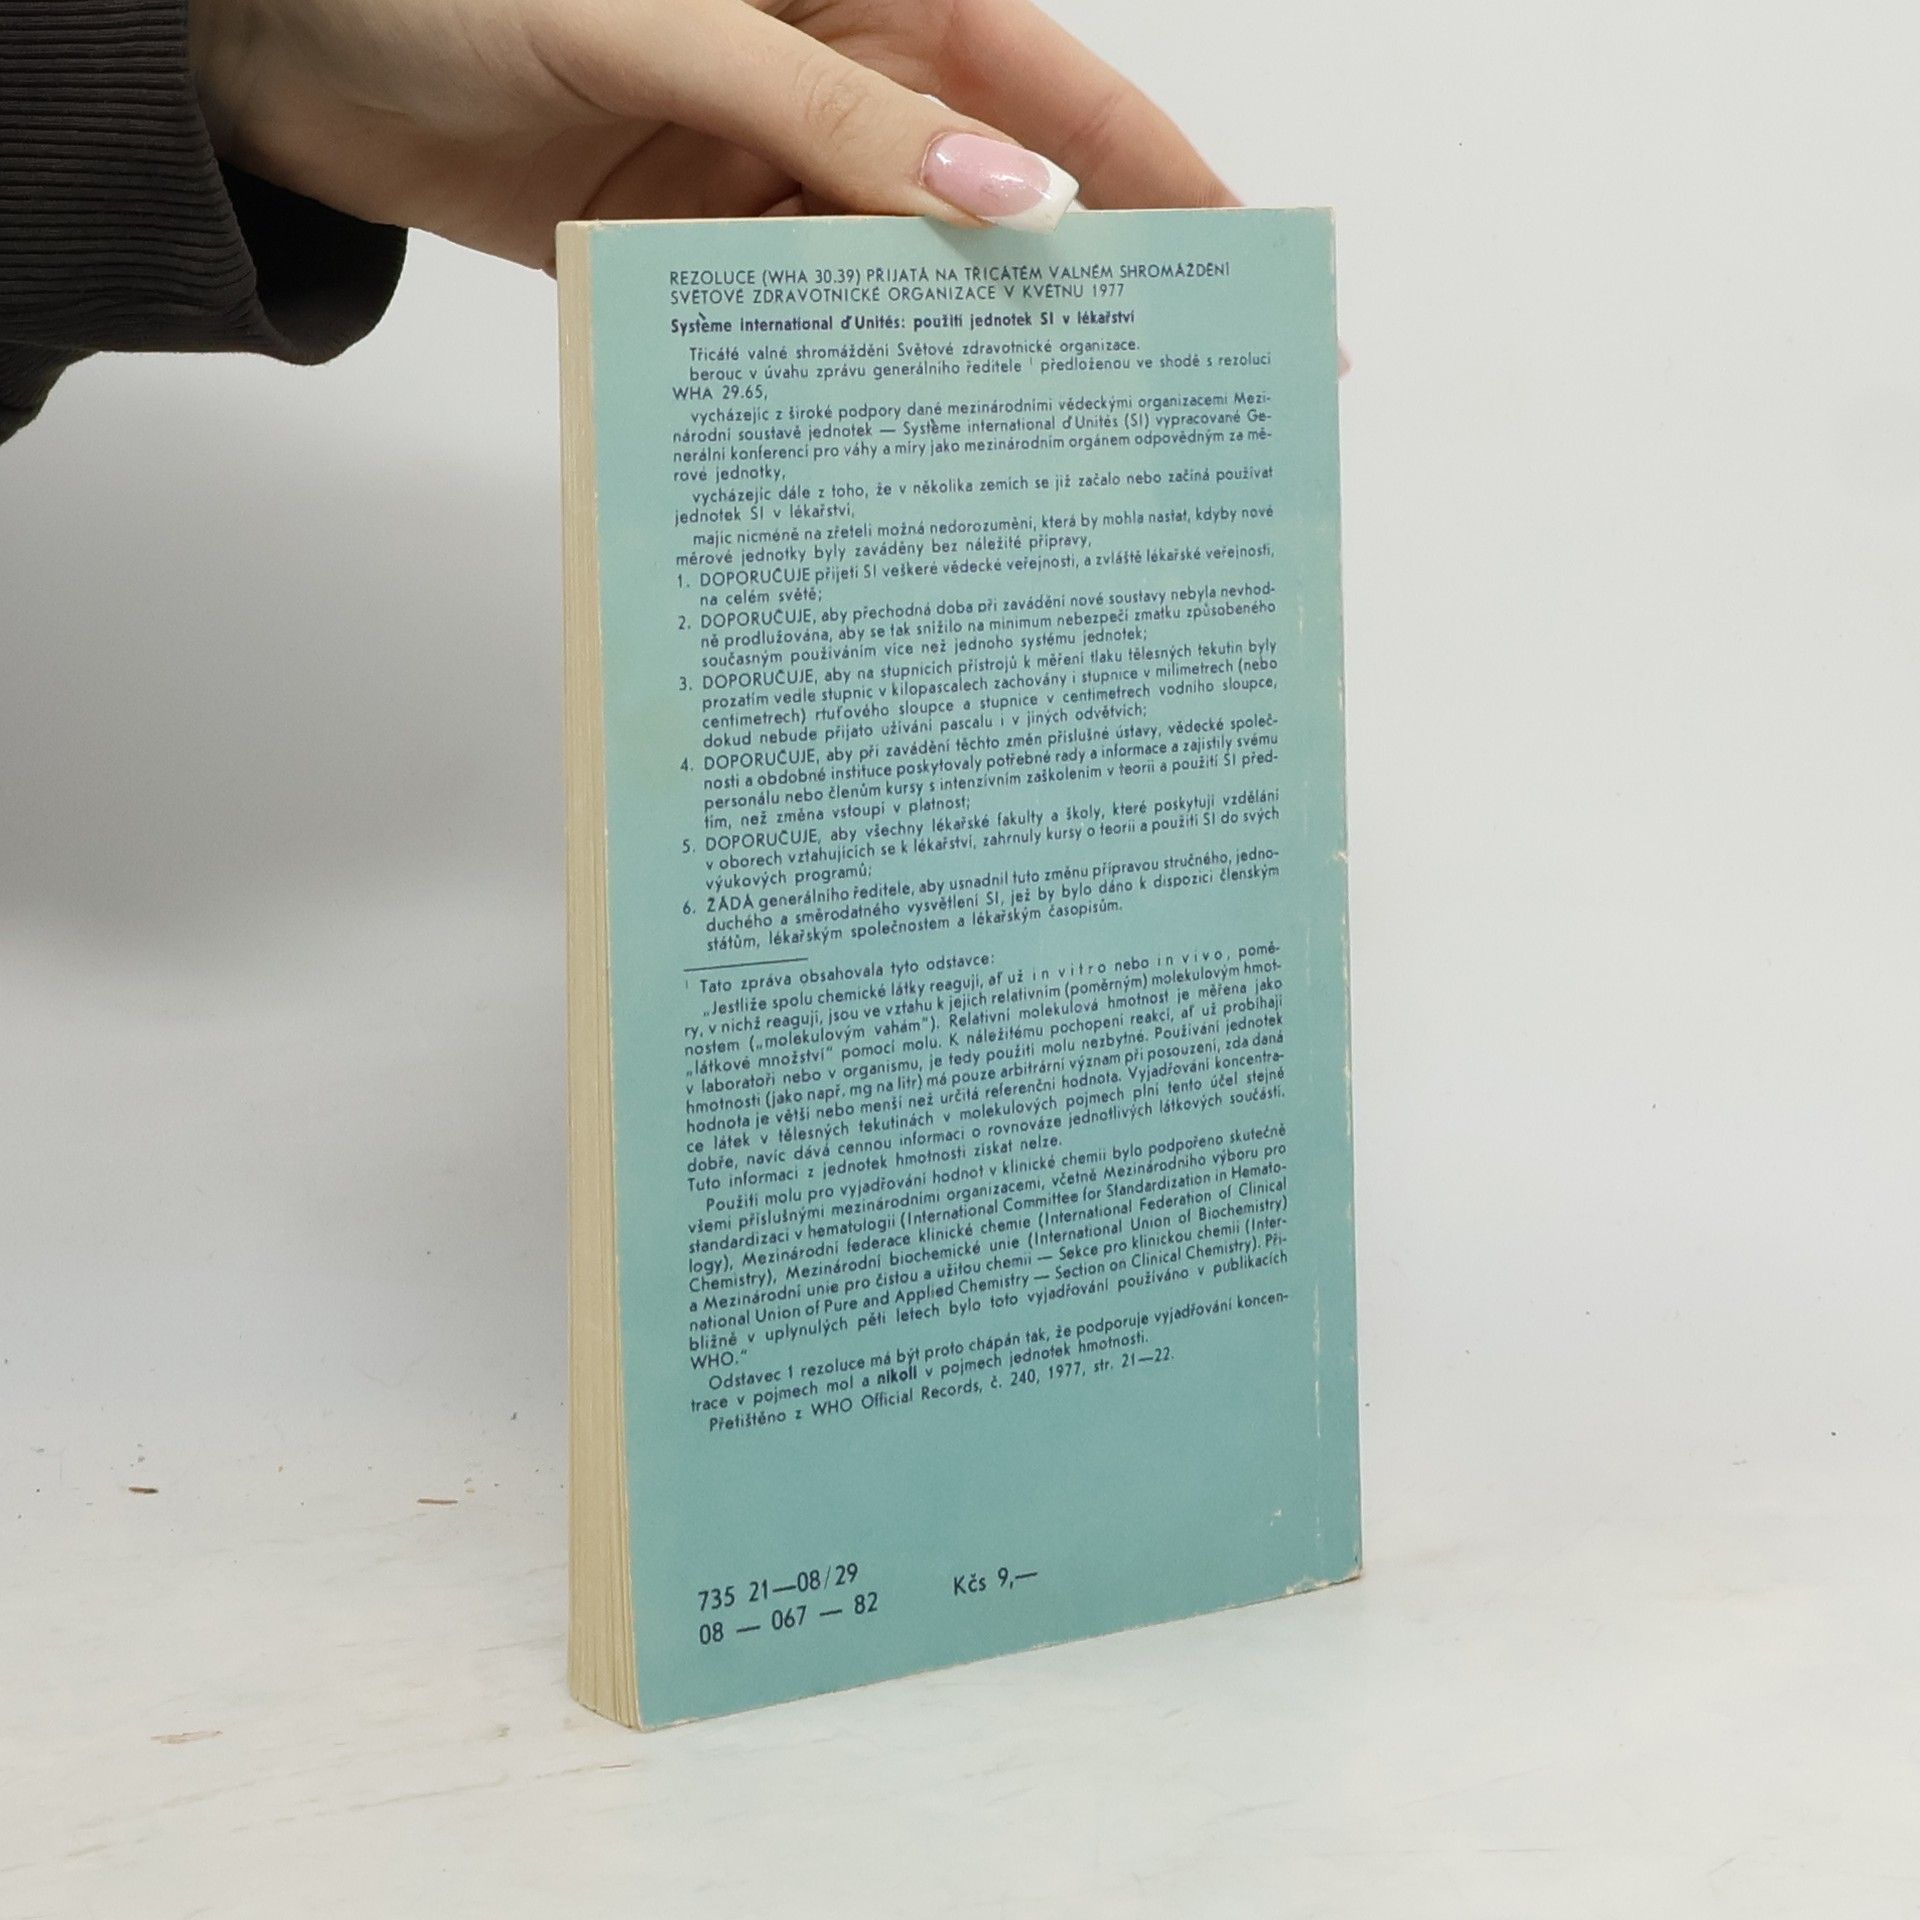 REZOLUCE (WHA 30.39) PŘIJATÁ NA TŘICÁTÉM VALNÉM SHROMÁŽDĚNÍ
SVĚTOVÉ ZDRAVOTNICKÉ ORGANIZACE V KVĚTNU 1977
Système international ď Unités: použití jednotek SI v lékařství
Třicáté valné shromáždění Světové zdravotnické organizace.
berouc v úvahu zprávu generálního ředitele ¹ předloženou ve shodě s rezolucí
WHA 29.65,
vycházejíc z široké podpory dané mezinárodními vědeckými organizacemi Mezi-
národní soustavě jednotek — Système international ď Unités (SI) vypracované Ge-
nerální konferencí pro váhy a míry jako mezinárodním orgánem odpovědným za mě-
rové jednotky,
vycházejíc dále z toho, že v několika zemích se již začalo nebo začíná používat
jednotek SI v lékařství,
majíc nicméně na zřeteli možná nedorozumění, která by mohla nastat, kdyby nové
měrové jednotky byly zaváděny bez náležité přípravy,
1. DOPORUČUJE přijetí SI veškeré vědecké veřejnosti, a zvláště lékařské veřejnosti,
na celém světě;
2. DOPORUČUJE, aby přechodná doba při zavádění nové soustavy nebyla nevhod-
ně prodlužována, aby se tak snížilo na minimum nebezpečí zmatku způsobeného
současným používáním více než jednoho systému jednotek;
3. DOPORUČUJE, aby na stupnicích přístrojů k měření tlaku tělesných tekutin byly
prozatím vedle stupnic v kilopascalech zachovány i stupnice v milimetrech (nebo
centimetrech) rtuťového sloupce a stupnice v centimetrech vodního sloupce,
dokud nebude přijato užívání pascalu i v jiných odvětvích;
4. DOPORUČUJE, aby při zavádění těchto změn příslušné ústavy, vědecké společ-
nosti a obdobné instituce poskytovaly potřebné rady a informace a zajistily svému
personálu nebo členům kursy s intenzívním zaškolením v teorii a použití SI před-
tím, než změna vstoupí v platnost;
5. DOPORUČUJE, aby všechny lékařské fakulty a školy, které poskytují vzdělání
v oborech vztahujících se k lékařství, zahrnuly kursy o teorii a použití SI do svých
výukových programů;
6. ŽÁDÁ generálního ředitele, aby usnadnil tuto změnu přípravou stručného, jedno-
duchého a směrodatného vysvětlení SI, jež by bylo dáno k dispozici členským
státům, lékařským společnostem a lékařským časopisům.
¹ Tato zpráva obsahovala tyto odstavce:
„Jestliže spolu chemické látky reagují, ať už in vitro nebo in vivo, pomě-
ry, v nichž reagují, jsou ve vztahu k jejich relativním (poměrným) molekulovým hmot-
nostem („molekulovým vahám“). Relativní molekulová hmotnost je měřena jako
„látkové množství“ pomocí molu. K náležitému pochopení reakcí, ať už probíhají
v laboratoři nebo v organismu, je tedy použití molu nezbytné. Používání jednotek
hmotnosti (jako např. mg na litr) má pouze arbitrární význam při posouzení, zda daná
hodnota je větší nebo menší než určitá referenční hodnota. Vyjadřování koncentra-
ce látek v tělesných tekutinách v molekulových pojmech plní tento účel stejně
dobře, navíc dává cennou informaci o rovnováze jednotlivých látkových součástí.
Tuto informaci z jednotek hmotnosti získat nelze.
Použití molu pro vyjadřování hodnot v klinické chemii bylo podpořeno skutečně
všemi příslušnými mezinárodními organizacemi, včetně Mezinárodního výboru pro
standardizaci v hematologii (International Committee for Standardization in Hemato-
logy), Mezinárodní federace klinické chemie (International Federation of Clinical
Chemistry), Mezinárodní biochemické unie (International Union of Biochemistry)
a Mezinárodní unie pro čistou a užitou chemii — Sekce pro klinickou chemii (Inter-
national Union of Pure and Applied Chemistry — Section on Clinical Chemistry). Při-
bližně v uplynulých pěti letech bylo toto vyjadřování používáno v publikacích
WHO.“
Odstavec 1 rezoluce má být proto chápán tak, že podporuje vyjadřování koncen-
trace v pojmech mol a nikoli v pojmech jednotek hmotnosti.
Přetištěno z WHO Official Records, č. 240, 1977, str. 21—22.
735 21—08/29
08 — 067 — 82
Kčs 9,—